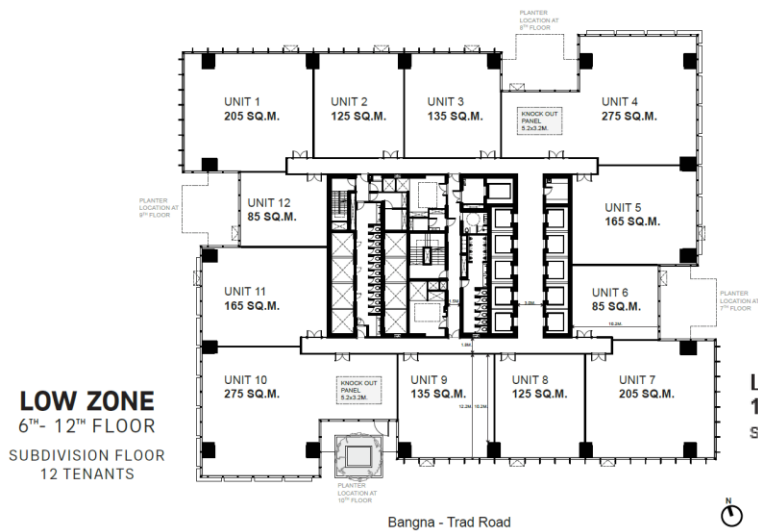 PLANTER
LOCATION AT
8TH FLOOR
UNIT 1
205 SQ.M.
UNIT 2
125 SQ.M.
UNIT 3
135 SQ.M.
UNIT 4
275 SQ.M.
KNOCK OUT
PANEL
5.2x3.2M.
PLANTER
LOCATION AT
8TH FLOOR
UNIT 12
85 SQ.M.
UNIT 5
165 SQ.M.
UNIT 11
165 SQ.M.
UNIT 6
85 SQ.M.
PLANTER
LOCATION AT
7TH FLOOR
UNIT 10
275 SQ.M.
KNOCK OUT
PANEL
5.2x3.2M.
UNIT 9
135 SQ.M.
UNIT 8
125 SQ.M.
UNIT 7
205 SQ.M.
LOW ZONE
6TH- 12TH FLOOR
SUBDIVISION FLOOR
12 TENANTS
L
1
S
PLANTER
LOCATION AT
10TH FLOOR
Bangna - Trad Road
N